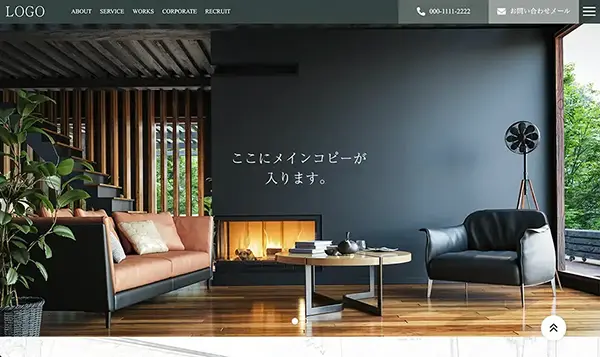 LOGO
ABOUT SERVICE WORKS CORPORATE RECRUIT
000-1111-2222
お問い合わせメール
ここにメインコピーが
入ります。